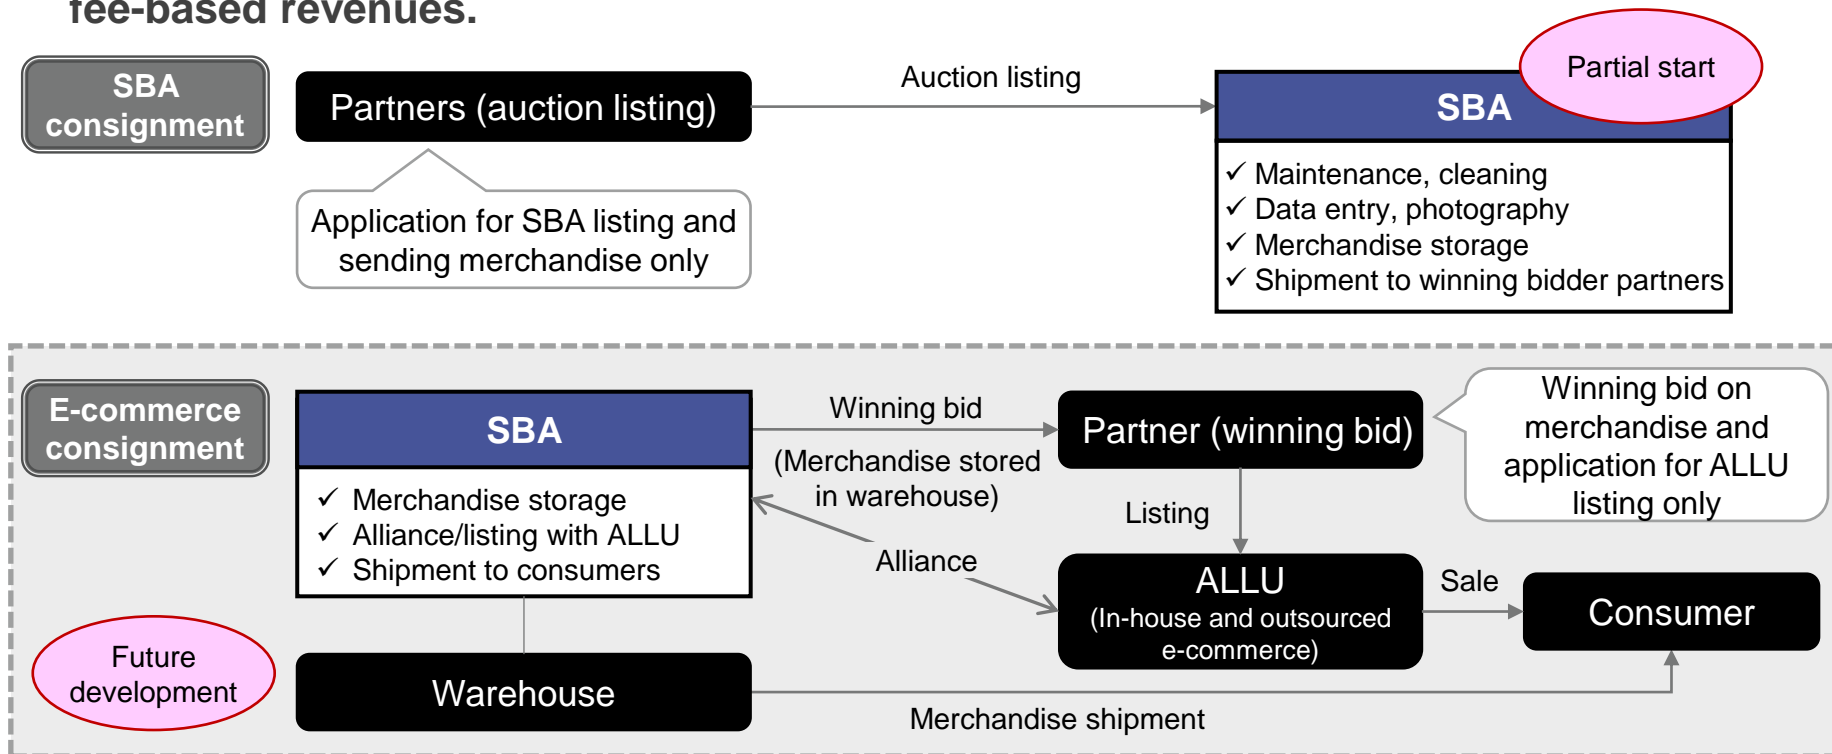 fee-based revenues.
SBA
consignment
Partners (auction listing)
Auction listing
Partial start
SBA
✓ Maintenance, cleaning
✓ Data entry, photography
✓ Merchandise storage
✓ Shipment to winning bidder partners
Application for SBA listing and
sending merchandise only
E-commerce
consignment
SBA
✓ Merchandise storage
✓ Alliance/listing with ALLU
✓ Shipment to consumers
Winning bid
(Merchandise stored
in warehouse)
Partner (winning bid)
Winning bid on
merchandise and
application for ALLU
listing only
Listing
Alliance
ALLU
(In-house and outsourced
e-commerce)
Sale
Consumer
Future
development
Warehouse
Merchandise shipment